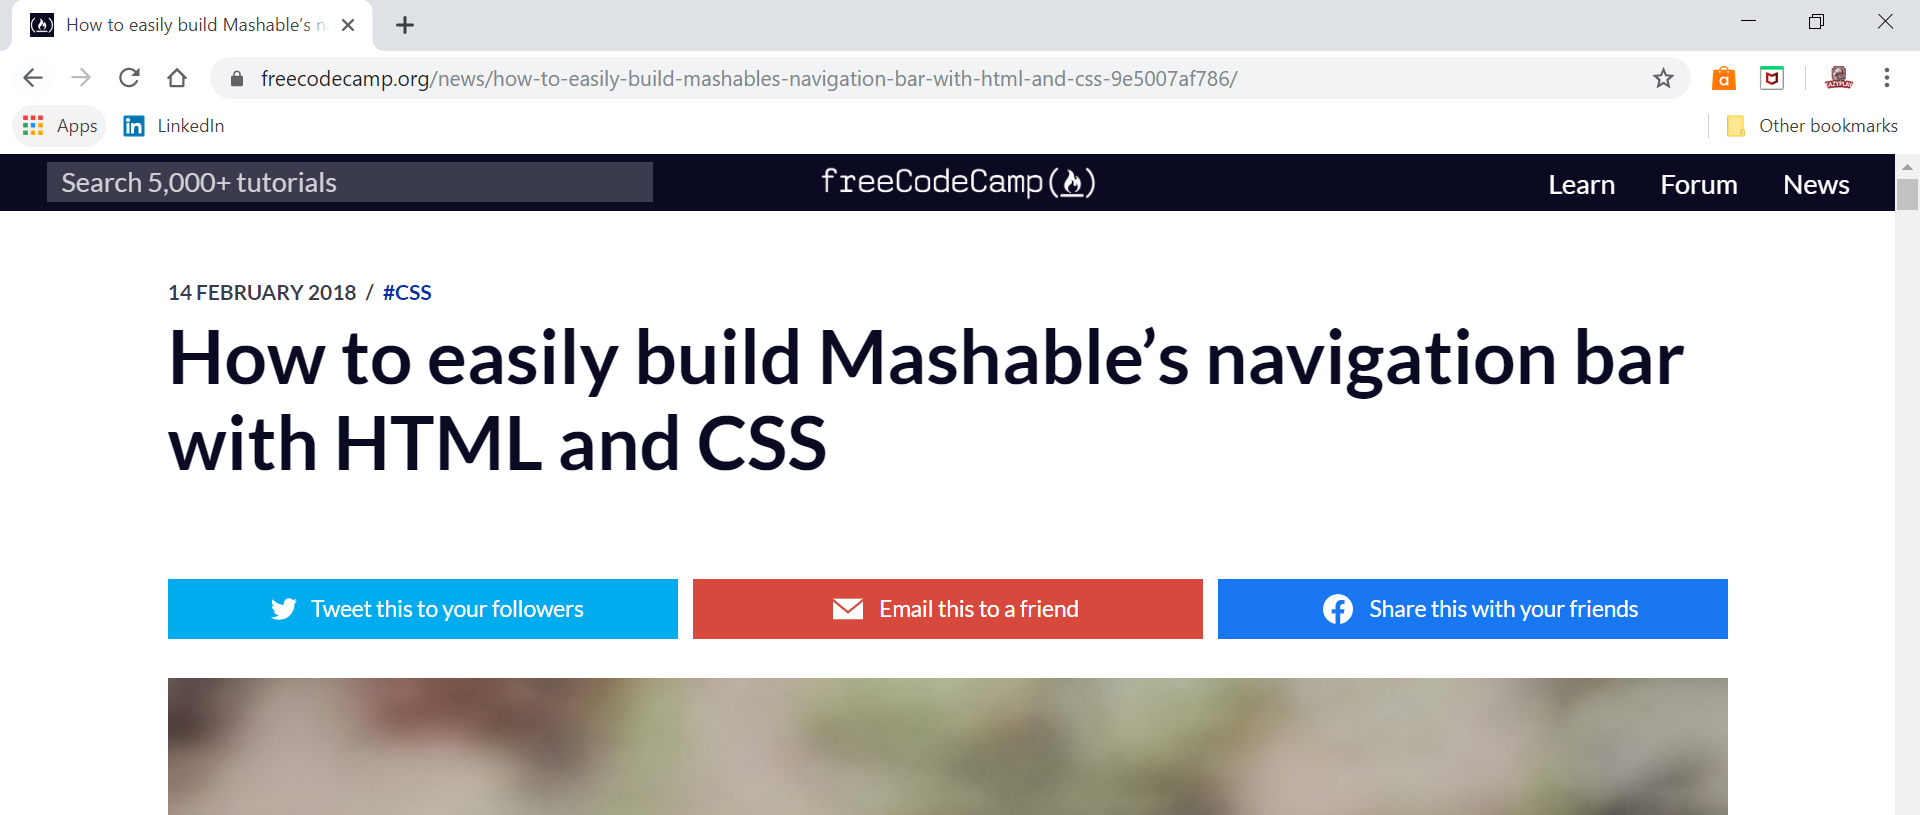 How to easily build Mashable’s n
freecodecamp.org/news/how-to-easily-build-mashables-navigation-bar-with-html-and-css-9e5007af786/
Apps
LinkedIn
Other bookmarks
Search 5,000+ tutorials
freeCodeCamp
Learn
Forum
News
14 FEBRUARY 2018 / #CSS
How to easily build Mashable’s navigation bar
with HTML and CSS
Tweet this to your followers
Email this to a friend
Share this with your friends